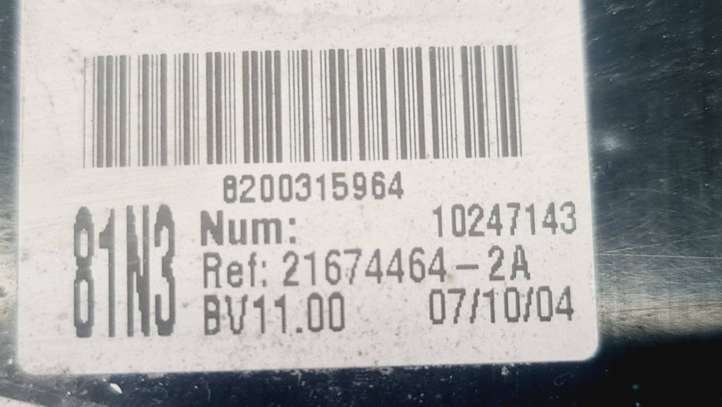 8200315964
81N3
Num: 10247143
Ref: 21674464-2A
BV11.00 07/10/04